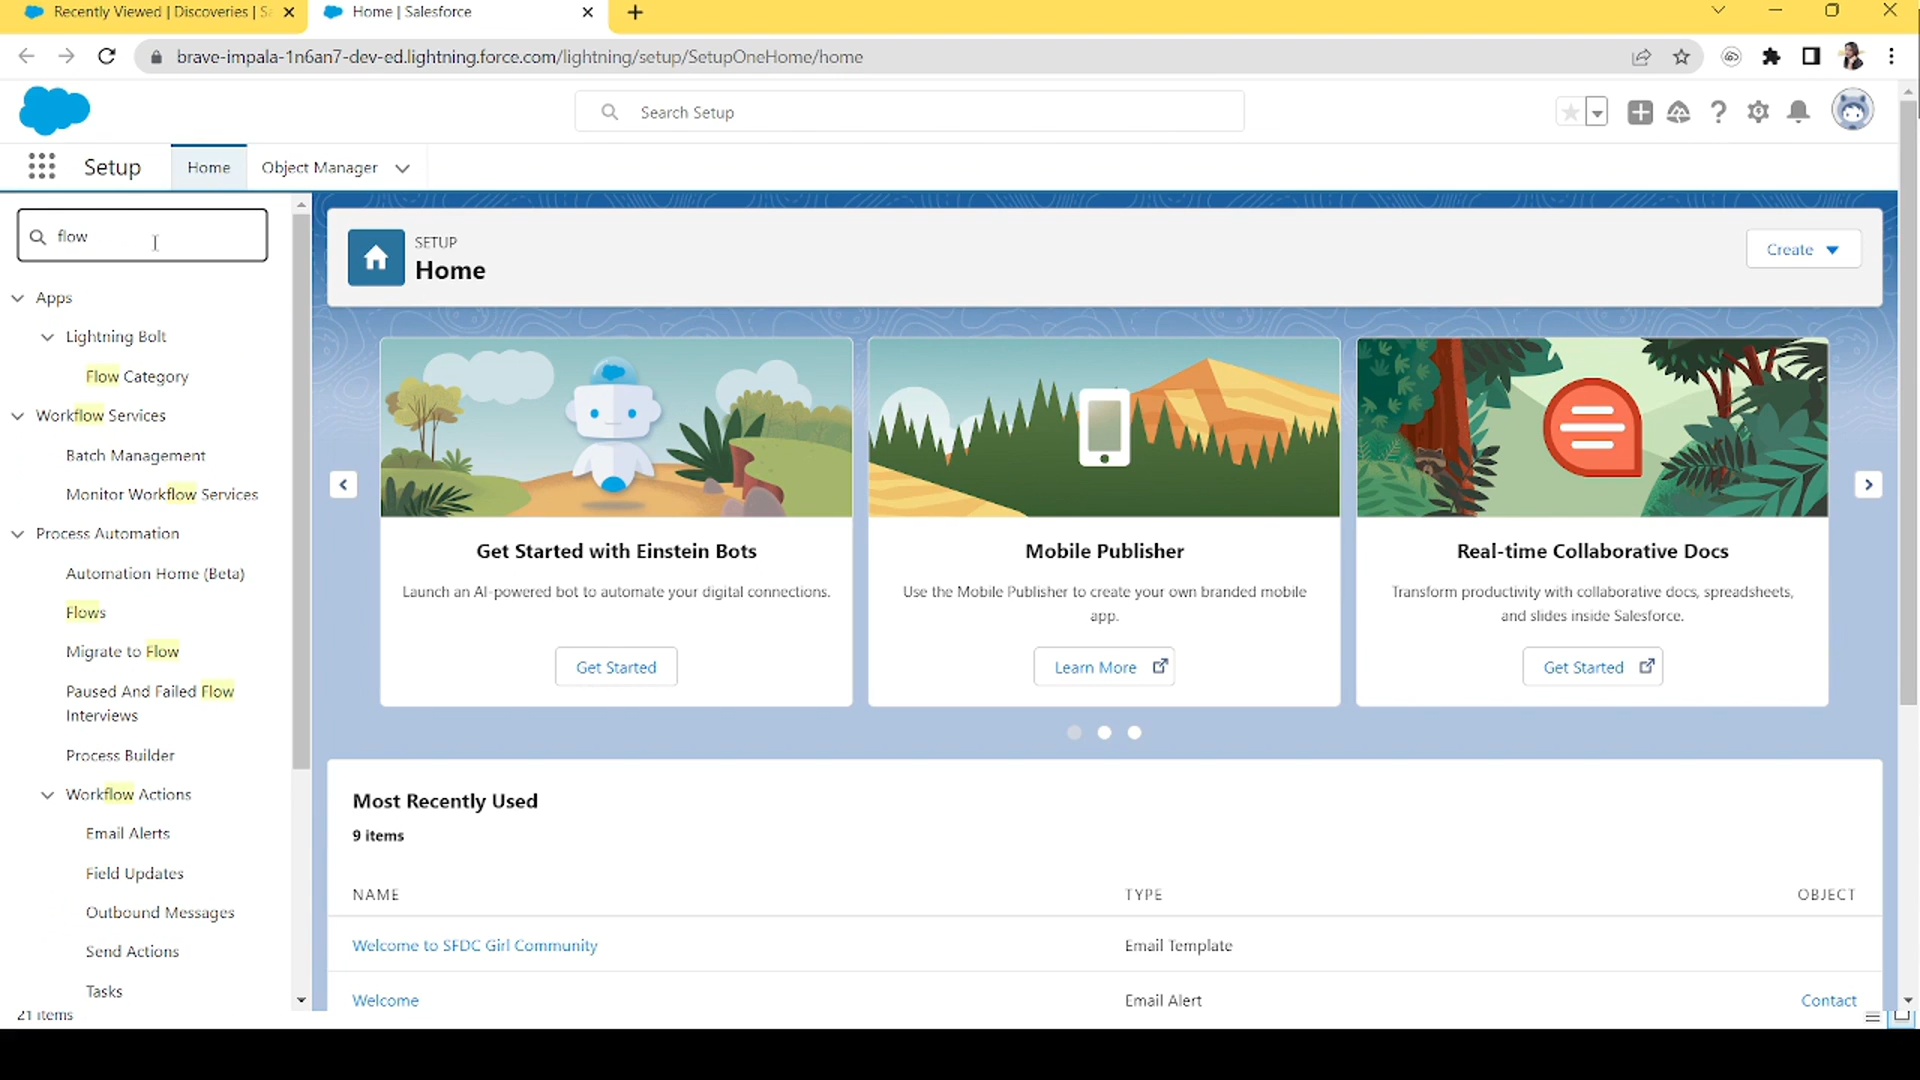 Recently Viewed | Discoveries | Sa
Home | Salesforce
brave-impala-1n6an7-dev-ed.lightning.force.com/lightning/setup/SetupOneHome/home
Search Setup
Setup
Home
Object Manager
flow
SETUP
Home
Create
Apps
Lightning Bolt
Flow Category
Workflow Services
Batch Management
Monitor Workflow Services
Process Automation
Automation Home (Beta)
Flows
Migrate to Flow
Paused And Failed Flow
Interviews
Process Builder
Workflow Actions
Email Alerts
Field Updates
Outbound Messages
Send Actions
Tasks
Get Started with Einstein Bots
Launch an AI-powered bot to automate your digital connections.
Get Started
Mobile Publisher
Use the Mobile Publisher to create your own branded mobile
app.
Learn More
Real-time Collaborative Docs
Transform productivity with collaborative docs, spreadsheets,
and slides inside Salesforce.
Get Started
Most Recently Used
9 items
NAME
TYPE
OBJECT
Welcome to SFDC Girl Community
Email Template
Welcome
Email Alert
Contact
21 items